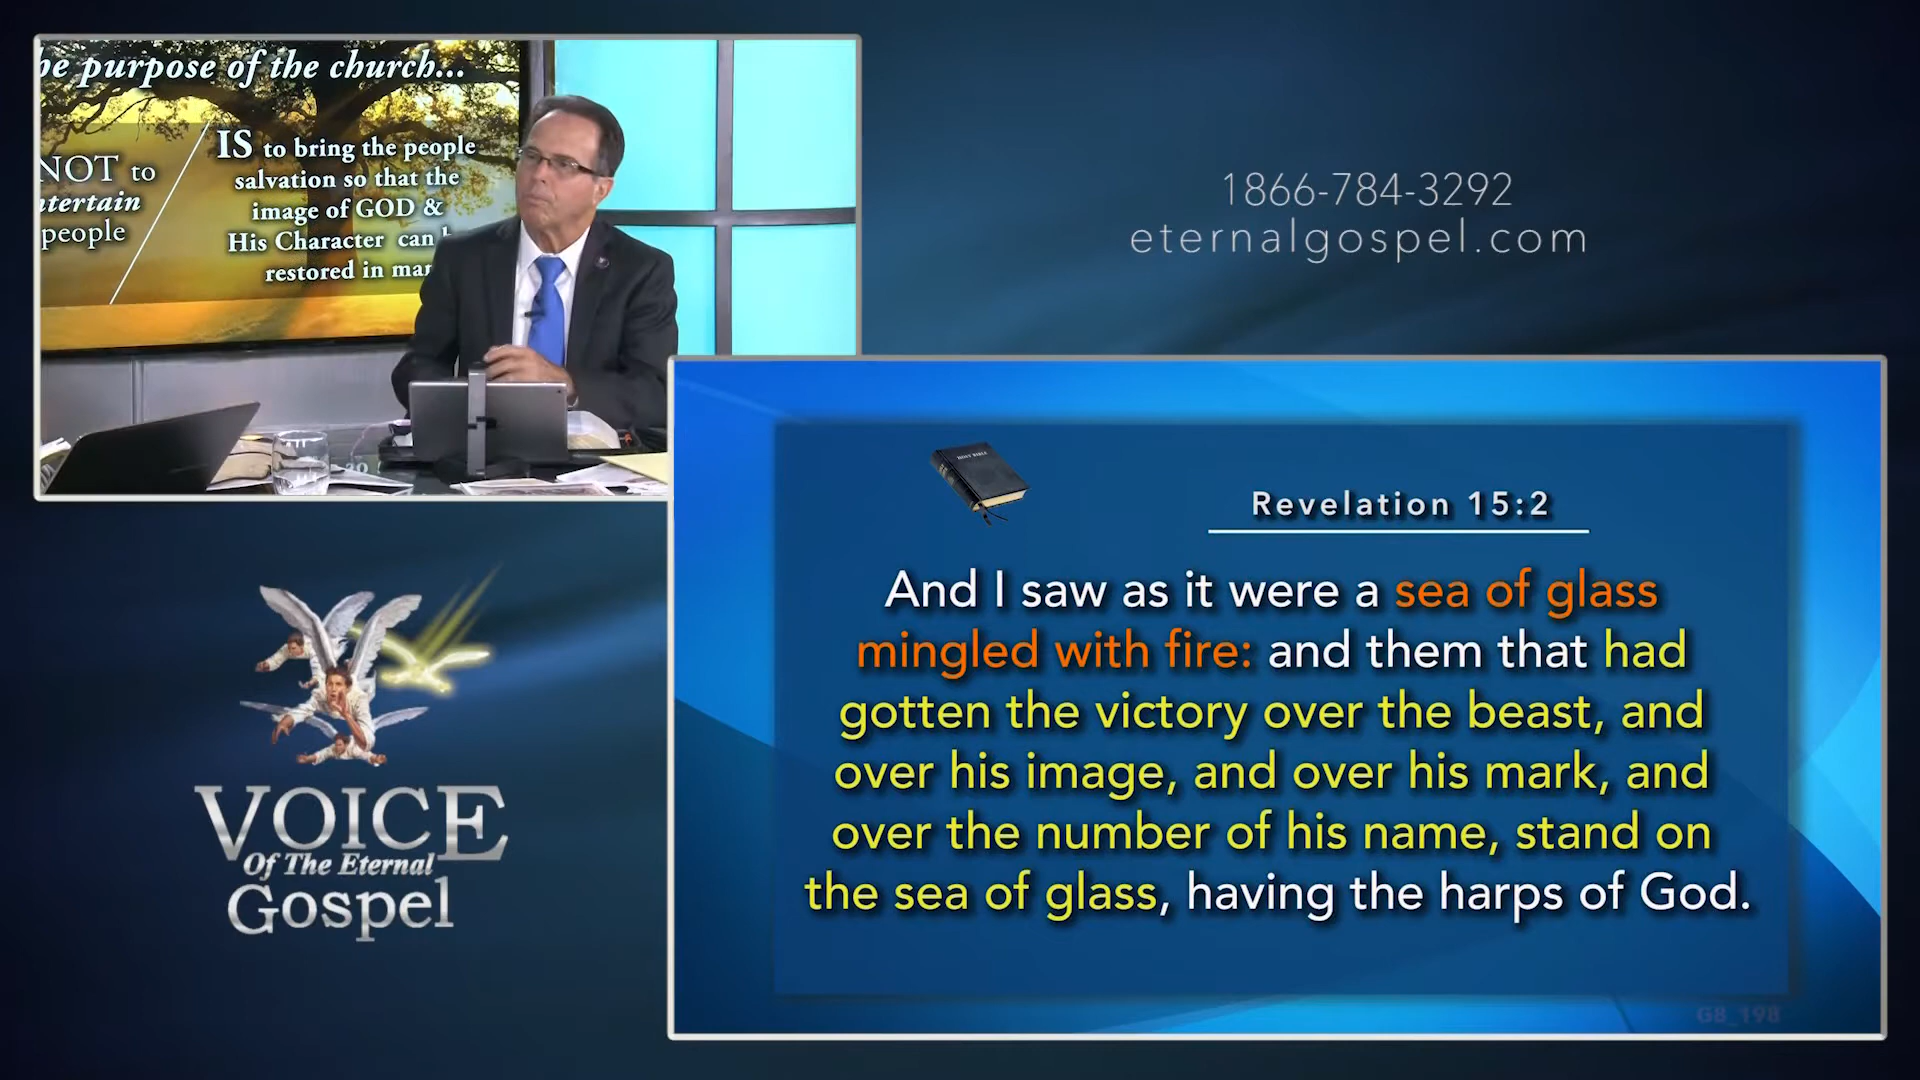 he purpose of the church...
NOT to
ntertain
people
IS to bring the people
salvation so that the
image of GOD &
His Character can
restored in man
1866-784-3292
eternalgospel.com
HOLY BIBLE
Revelation 15:2
And I saw as it were a sea of glass
mingled with fire: and them that had
gotten the victory over the beast, and
over his image, and over his mark, and
over the number of his name, stand on
the sea of glass, having the harps of God.
G8_198
VOICE
Of The Eternal
Gospel